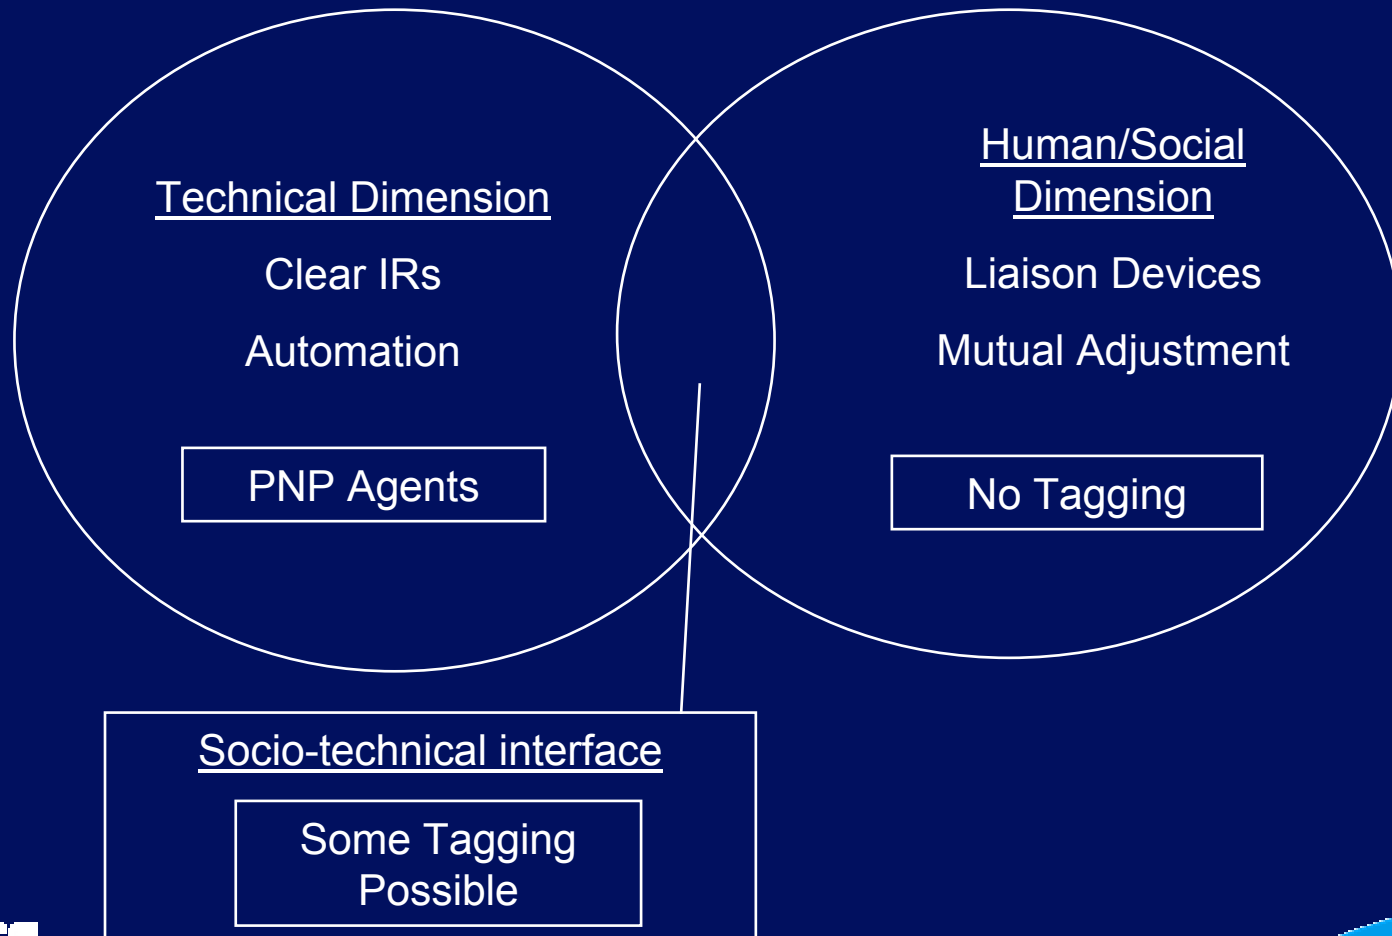 Technical Dimension
Clear IRs
Automation
PNP Agents
Human/Social
Dimension
Liaison Devices
Mutual Adjustment
No Tagging
Socio-technical interface
Some Tagging
Possible